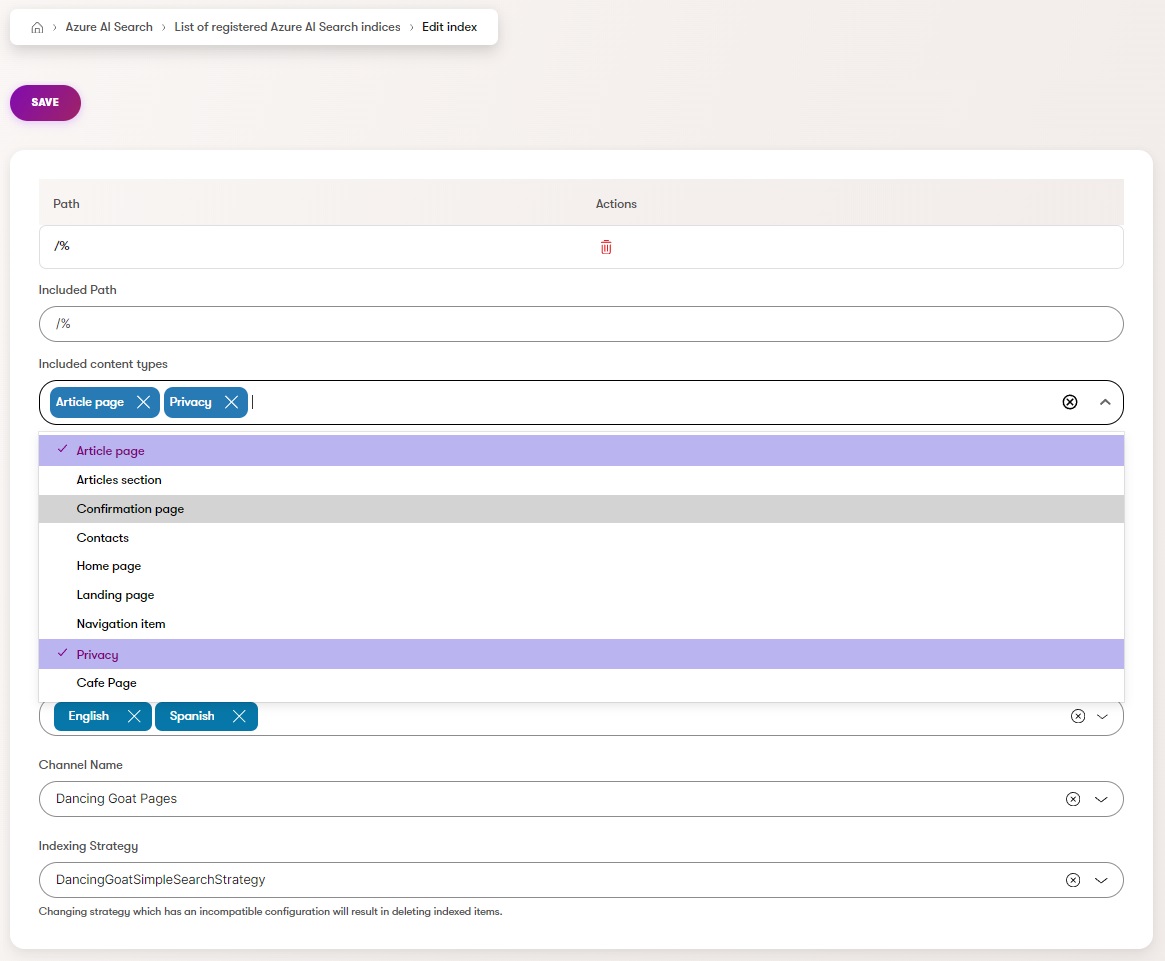 Azure AI Search › List of registered Azure AI Search indices › Edit index
SAVE
Path Actions
/%
Included Path
/%
Included content types
Article page Privacy
Article page
Articles section
Confirmation page
Contacts
Home page
Landing page
Navigation item
Privacy
Cafe Page
English Spanish
Channel Name
Dancing Goat Pages
Indexing Strategy
DancingGoatSimpleSearchStrategy
Changing strategy which has an incompatible configuration will result in deleting indexed items.